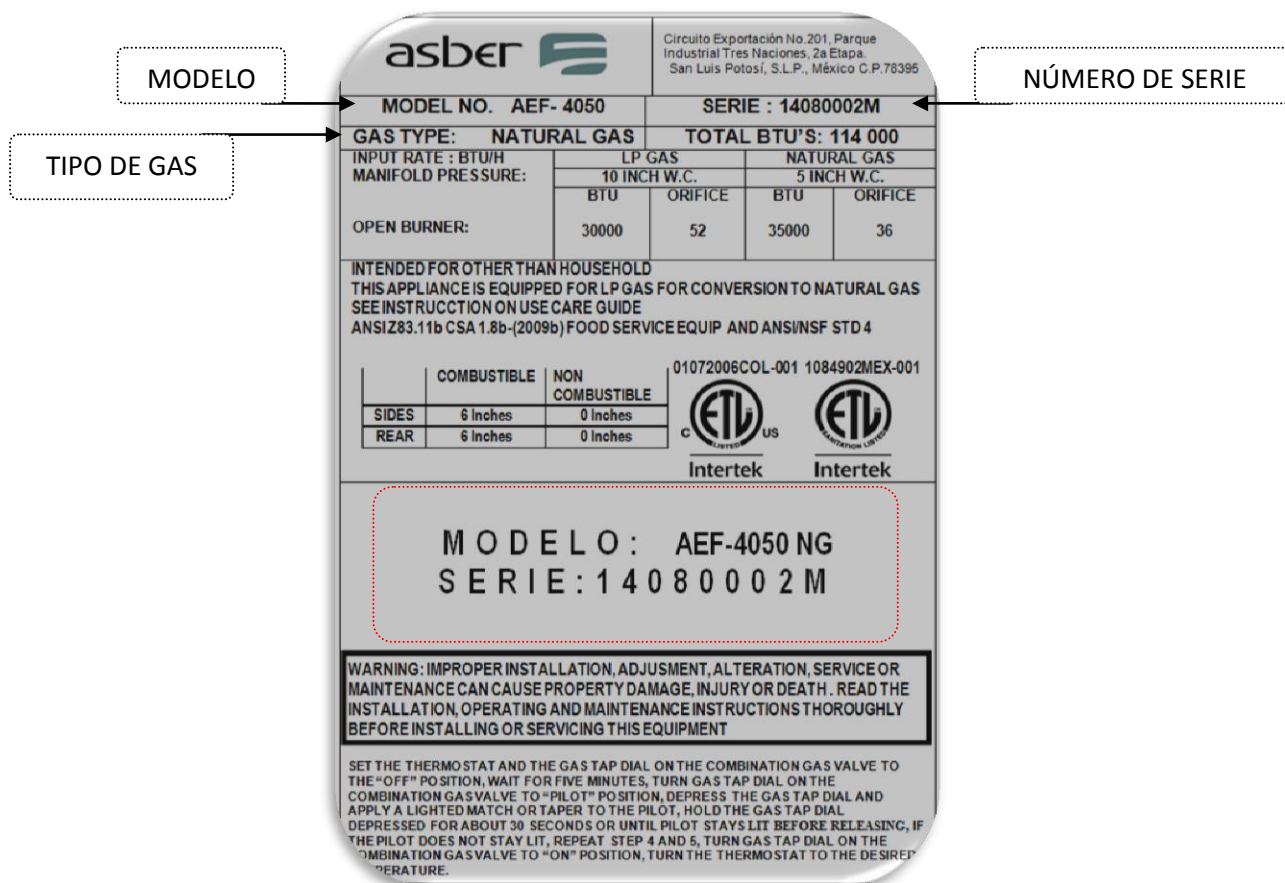 MODELO
NÚMERO DE SERIE
TIPO DE GAS
asber
Circuito Exportación No.201, Parque
Industrial Tres Naciones, 2a Etapa.
San Luis Potosí, S.L.P., México C.P.78395
MODEL NO. AEF- 4050 SERIE : 14080002M
GAS TYPE: NATURAL GAS TOTAL BTU'S: 114 000
INPUT RATE : BTU/H LP GAS NATURAL GAS
MANIFOLD PRESSURE: 10 INCH W.C. 5 INCH W.C.
BTU ORIFICE BTU ORIFICE
OPEN BURNER: 30000 52 35000 36
INTENDED FOR OTHER THAN HOUSEHOLD
THIS APPLIANCE IS EQUIPPED FOR LP GAS FOR CONVERSION TO NATURAL GAS
SEE INSTRUCCTION ON USE CARE GUIDE
ANSI Z83.11b CSA 1.8b-(2009b) FOOD SERVICE EQUIP AND ANSI/NSF STD 4
01072006COL-001 1084902MEX-001
COMBUSTIBLE NON
COMBUSTIBLE
SIDES 6 Inches 0 Inches
REAR 6 Inches 0 Inches
ETL ETL
C US
LISTED SANITATION LISTED
Intertek Intertek
MODELO: AEF-4050 NG
SERIE:14080002M
WARNING: IMPROPER INSTALLATION, ADJUSMENT, ALTERATION, SERVICE OR
MAINTENANCE CAN CAUSE PROPERTY DAMAGE, INJURY OR DEATH . READ THE
INSTALLATION, OPERATING AND MAINTENANCE INSTRUCTIONS THOROUGHLY
BEFORE INSTALLING OR SERVICING THIS EQUIPMENT
SET THE THERMOSTAT AND THE GAS TAP DIAL ON THE COMBINATION GAS VALVE TO
THE "OFF" POSITION, WAIT FOR FIVE MINUTES, TURN GAS TAP DIAL ON THE
COMBINATION GAS VALVE TO "PILOT" POSITION, DEPRESS THE GAS TAP DIAL AND
APPLY A LIGHTED MATCH OR TAPER TO THE PILOT, HOLD THE GAS TAP DIAL
DEPRESSED FOR ABOUT 30 SECONDS OR UNTIL PILOT STAYS LIT BEFORE RELEASING, IF
THE PILOT DOES NOT STAY LIT, REPEAT STEP 4 AND 5, TURN GAS TAP DIAL ON THE
OMBINATION GAS VALVE TO "ON" POSITION, TURN THE THERMOSTAT TO THE DESIRED
PERATURE.